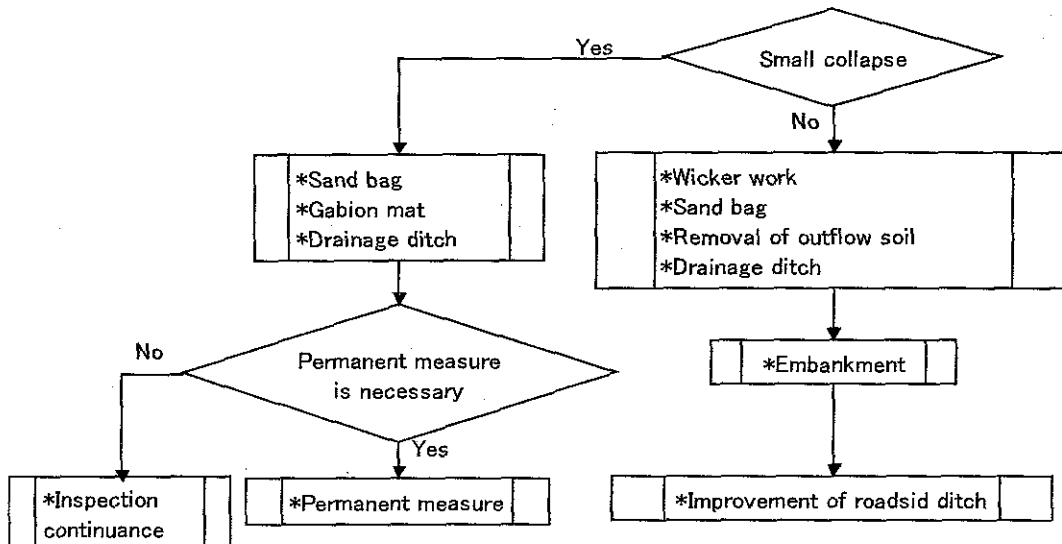 Yes
Small collapse
No
*Sand bag
*Gabion mat
*Drainage ditch
*Wicker work
*Sand bag
*Removal of outflow soil
*Drainage ditch
No
Permanent measure
is necessary
*Embankment
Yes
*Inspection
continuance
*Permanent measure
*Improvement of roadsid ditch